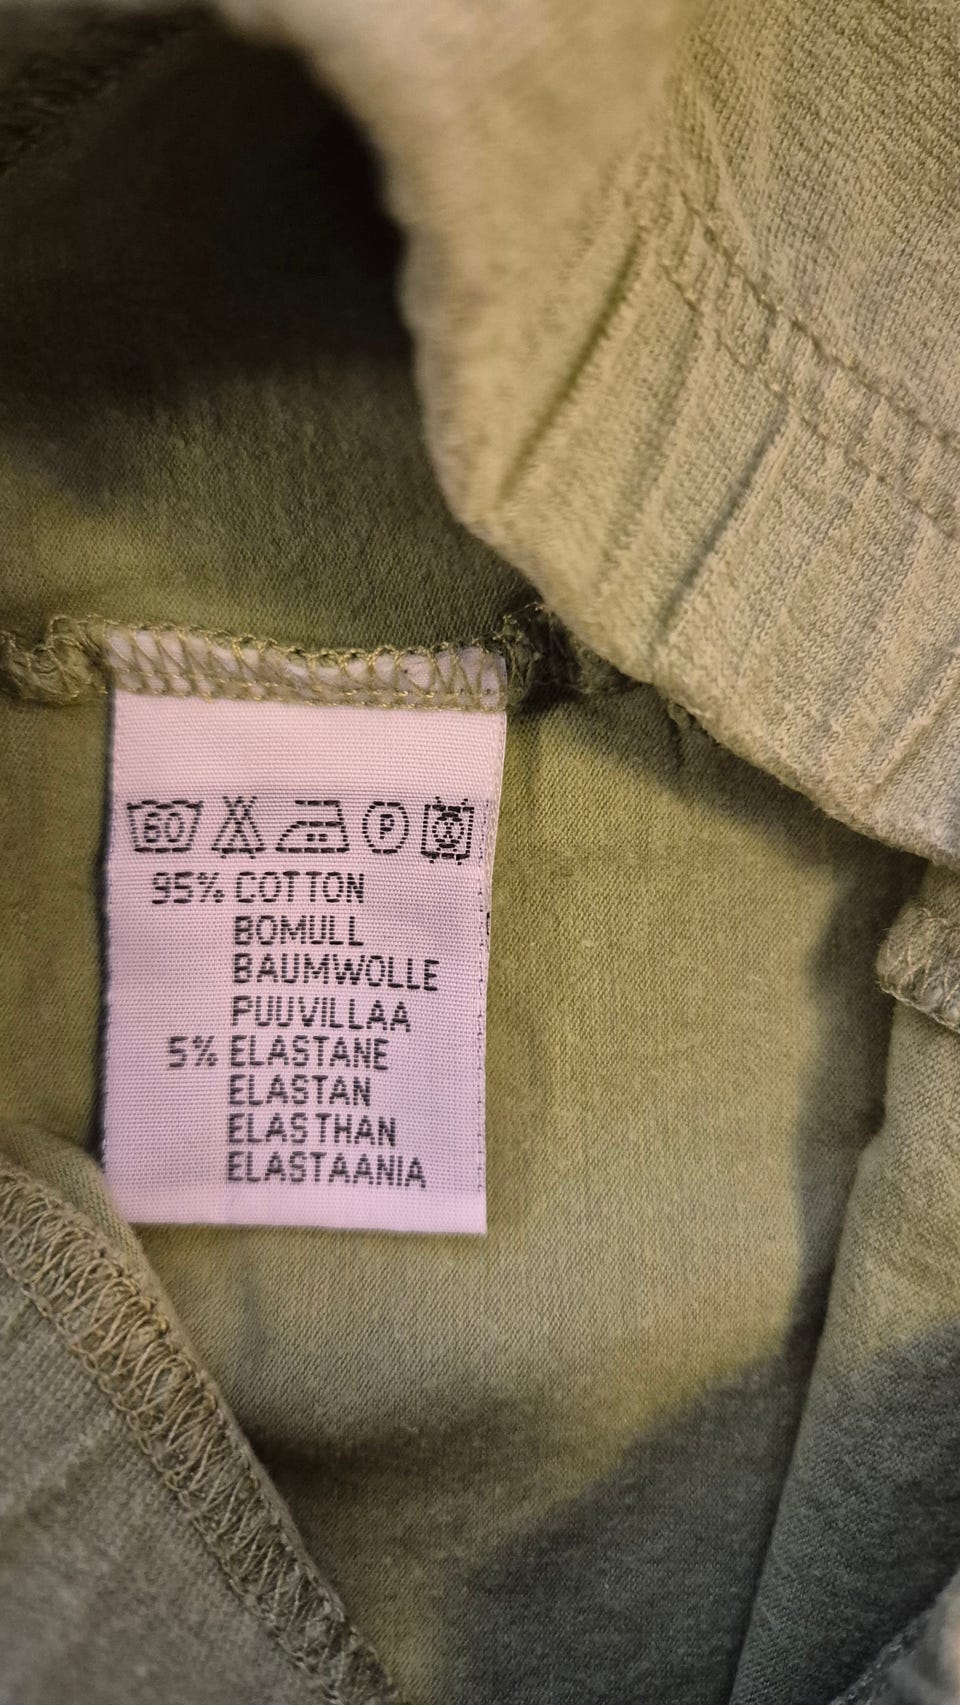 60 P
95% COTTON
BOMULL
BAUMWOLLE
PUUVILLAA
5% ELASTANE
ELASTAN
ELASTHAN
ELASTAANIA